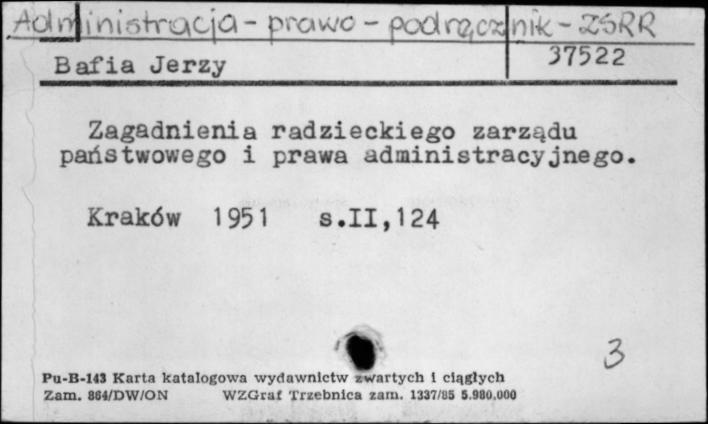 Administracja - prawo - podręcznik - ZSRR
Bafia Jerzy 37522
Zagadnienia radzieckiego zarządu
państwowego i prawa administracyjnego.
Kraków 1951 s.II,124
3
Pu-B-143 Karta katalogowa wydawnictw zwartych i ciągłych
Zam. 864/DW/ON WZGraf Trzebnica zam. 1337/85 5.980.000